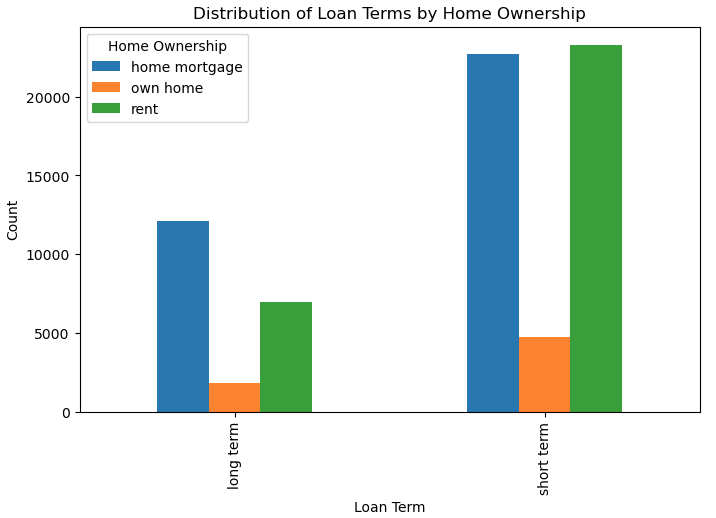 Distribution of Loan Terms by Home Ownership
Home Ownership
home mortgage
own home
rent
20000
15000
10000
5000
0
Count
long term
short term
Loan Term